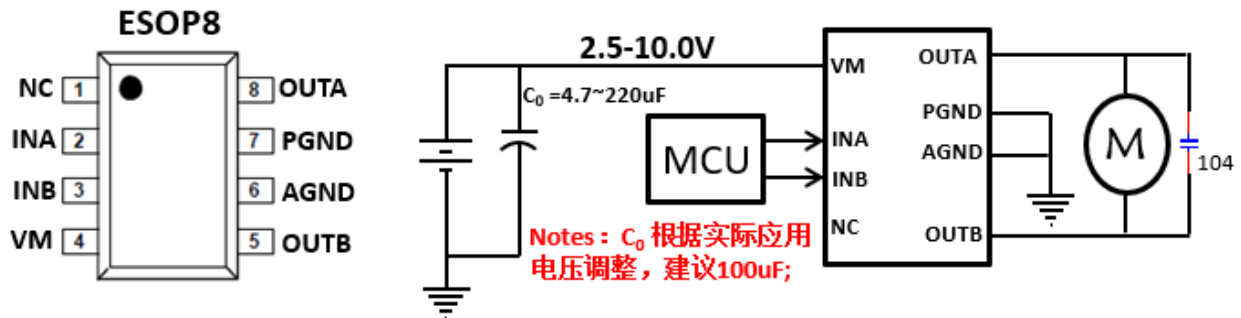 ESOP8
NC 1
INA 2
INB 3
VM 4
8 OUTA
7 PGND
6 AGND
5 OUTB
2.5-10.0V
C₀ =4.7~220uF
MCU
VM
INA
INB
NC
OUTA
PGND
AGND
OUTB
M
104
Notes：C₀ 根据实际应用
电压调整，建议100uF;